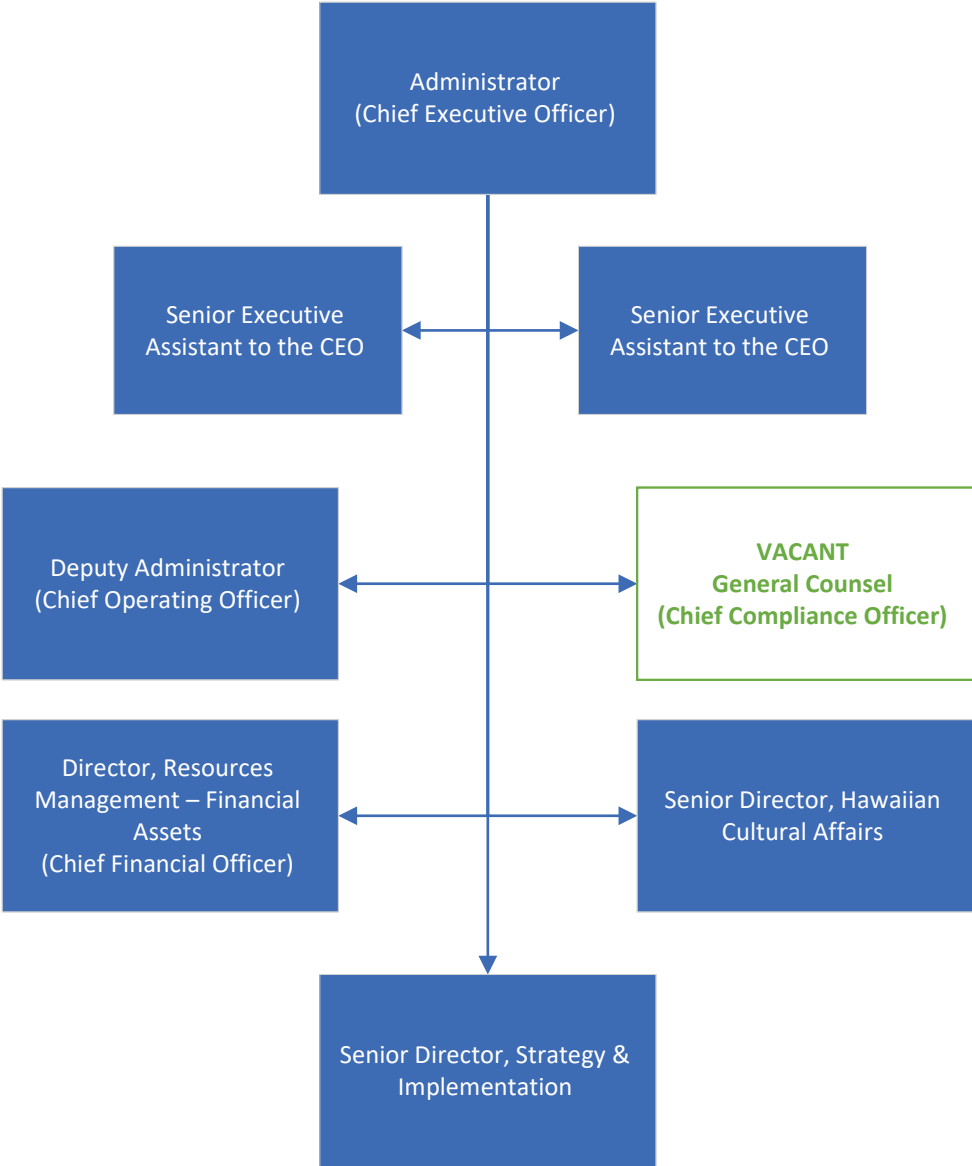 Administrator
(Chief Executive Officer)
Senior Executive
Assistant to the CEO
Senior Executive
Assistant to the CEO
Deputy Administrator
(Chief Operating Officer)
VACANT
General Counsel
(Chief Compliance Officer)
Director, Resources
Management – Financial
Assets
(Chief Financial Officer)
Senior Director, Hawaiian
Cultural Affairs
Senior Director, Strategy &
Implementation